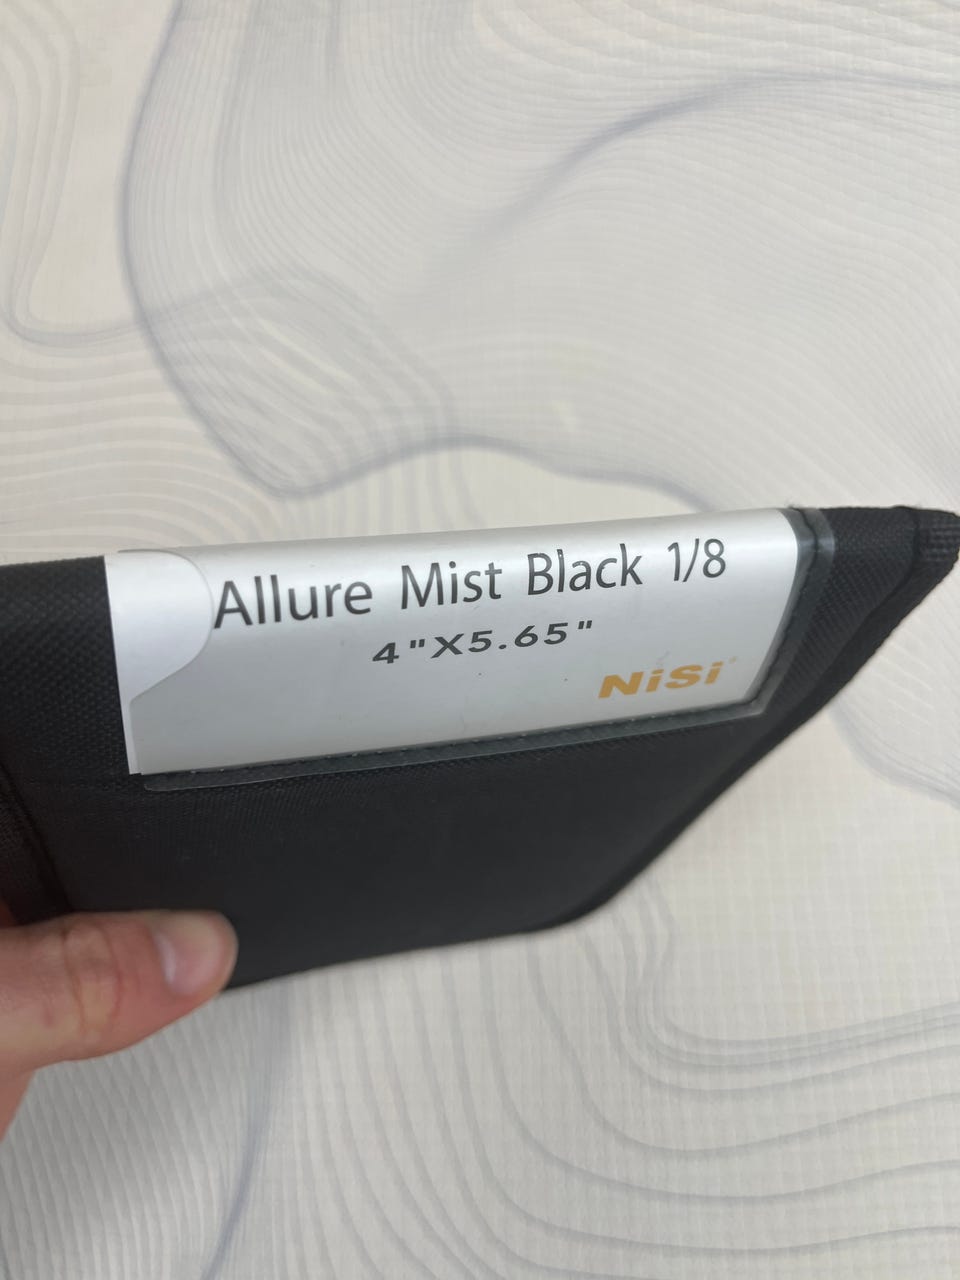 Allure Mist Black 1/8
4"X5.65"
NiSi